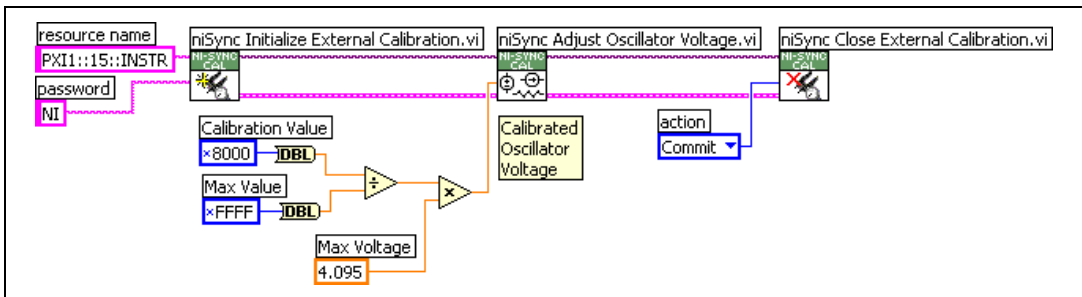 resource name
PXI1::15::INSTR
password
NI
niSync Initialize External Calibration.vi
NI-SYNC
CAL
niSync Adjust Oscillator Voltage.vi
NI-SYNC
CAL
niSync Close External Calibration.vi
NI-SYNC
CAL
Calibration Value
×8000
DBL
Max Value
×FFFF
DBL
÷
×
Max Voltage
4.095
Calibrated
Oscillator
Voltage
action
Commit